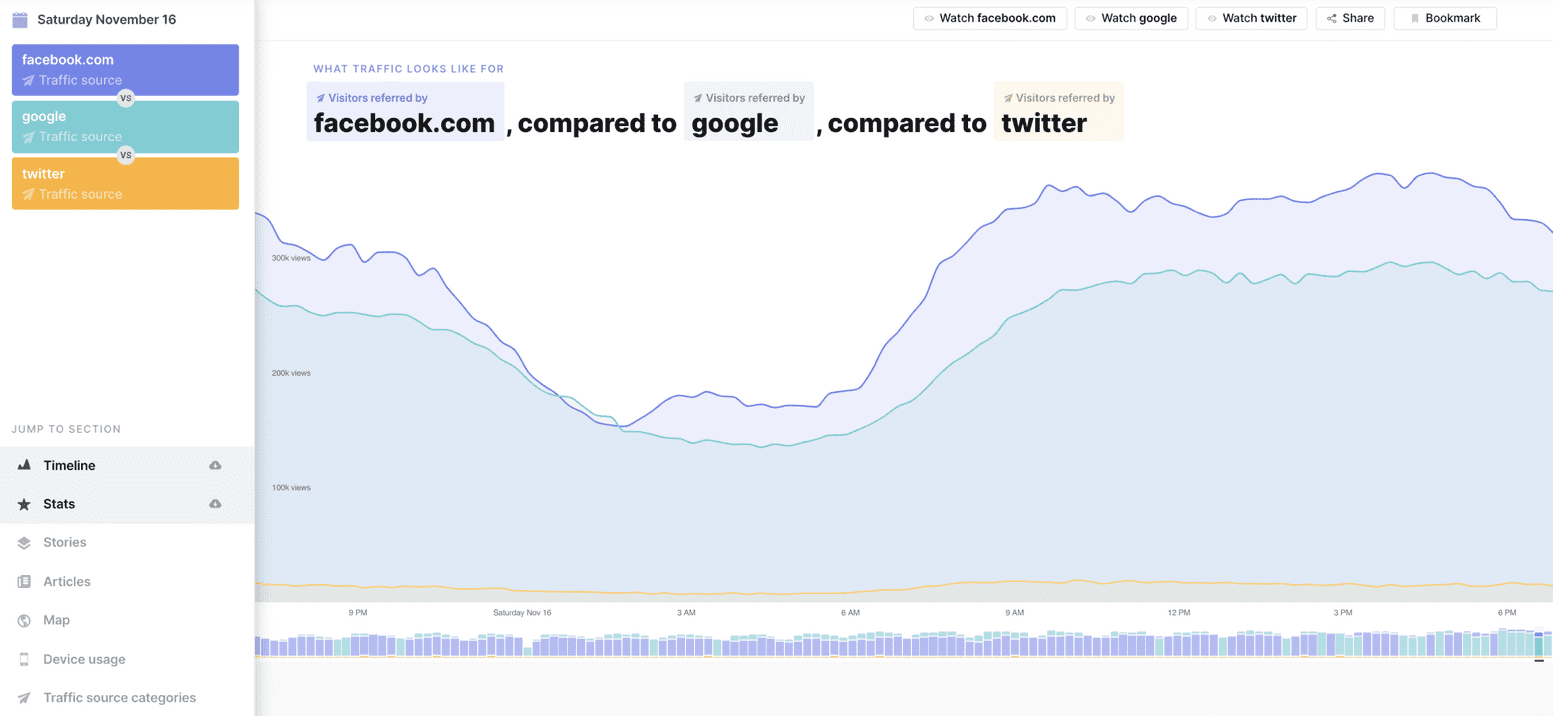 Saturday November 16
facebook.com
Traffic source
VS
google
Traffic source
VS
twitter
Traffic source
JUMP TO SECTION
Timeline
Stats
Stories
Articles
Map
Device usage
Traffic source categories
Watch facebook.com
Watch google
Watch twitter
Share
Bookmark
WHAT TRAFFIC LOOKS LIKE FOR
Visitors referred by
facebook.com
, compared to
Visitors referred by
google
, compared to
Visitors referred by
twitter
300k views
200k views
100k views
9 PM
Saturday Nov 16
3 AM
6 AM
9 AM
12 PM
3 PM
6 PM